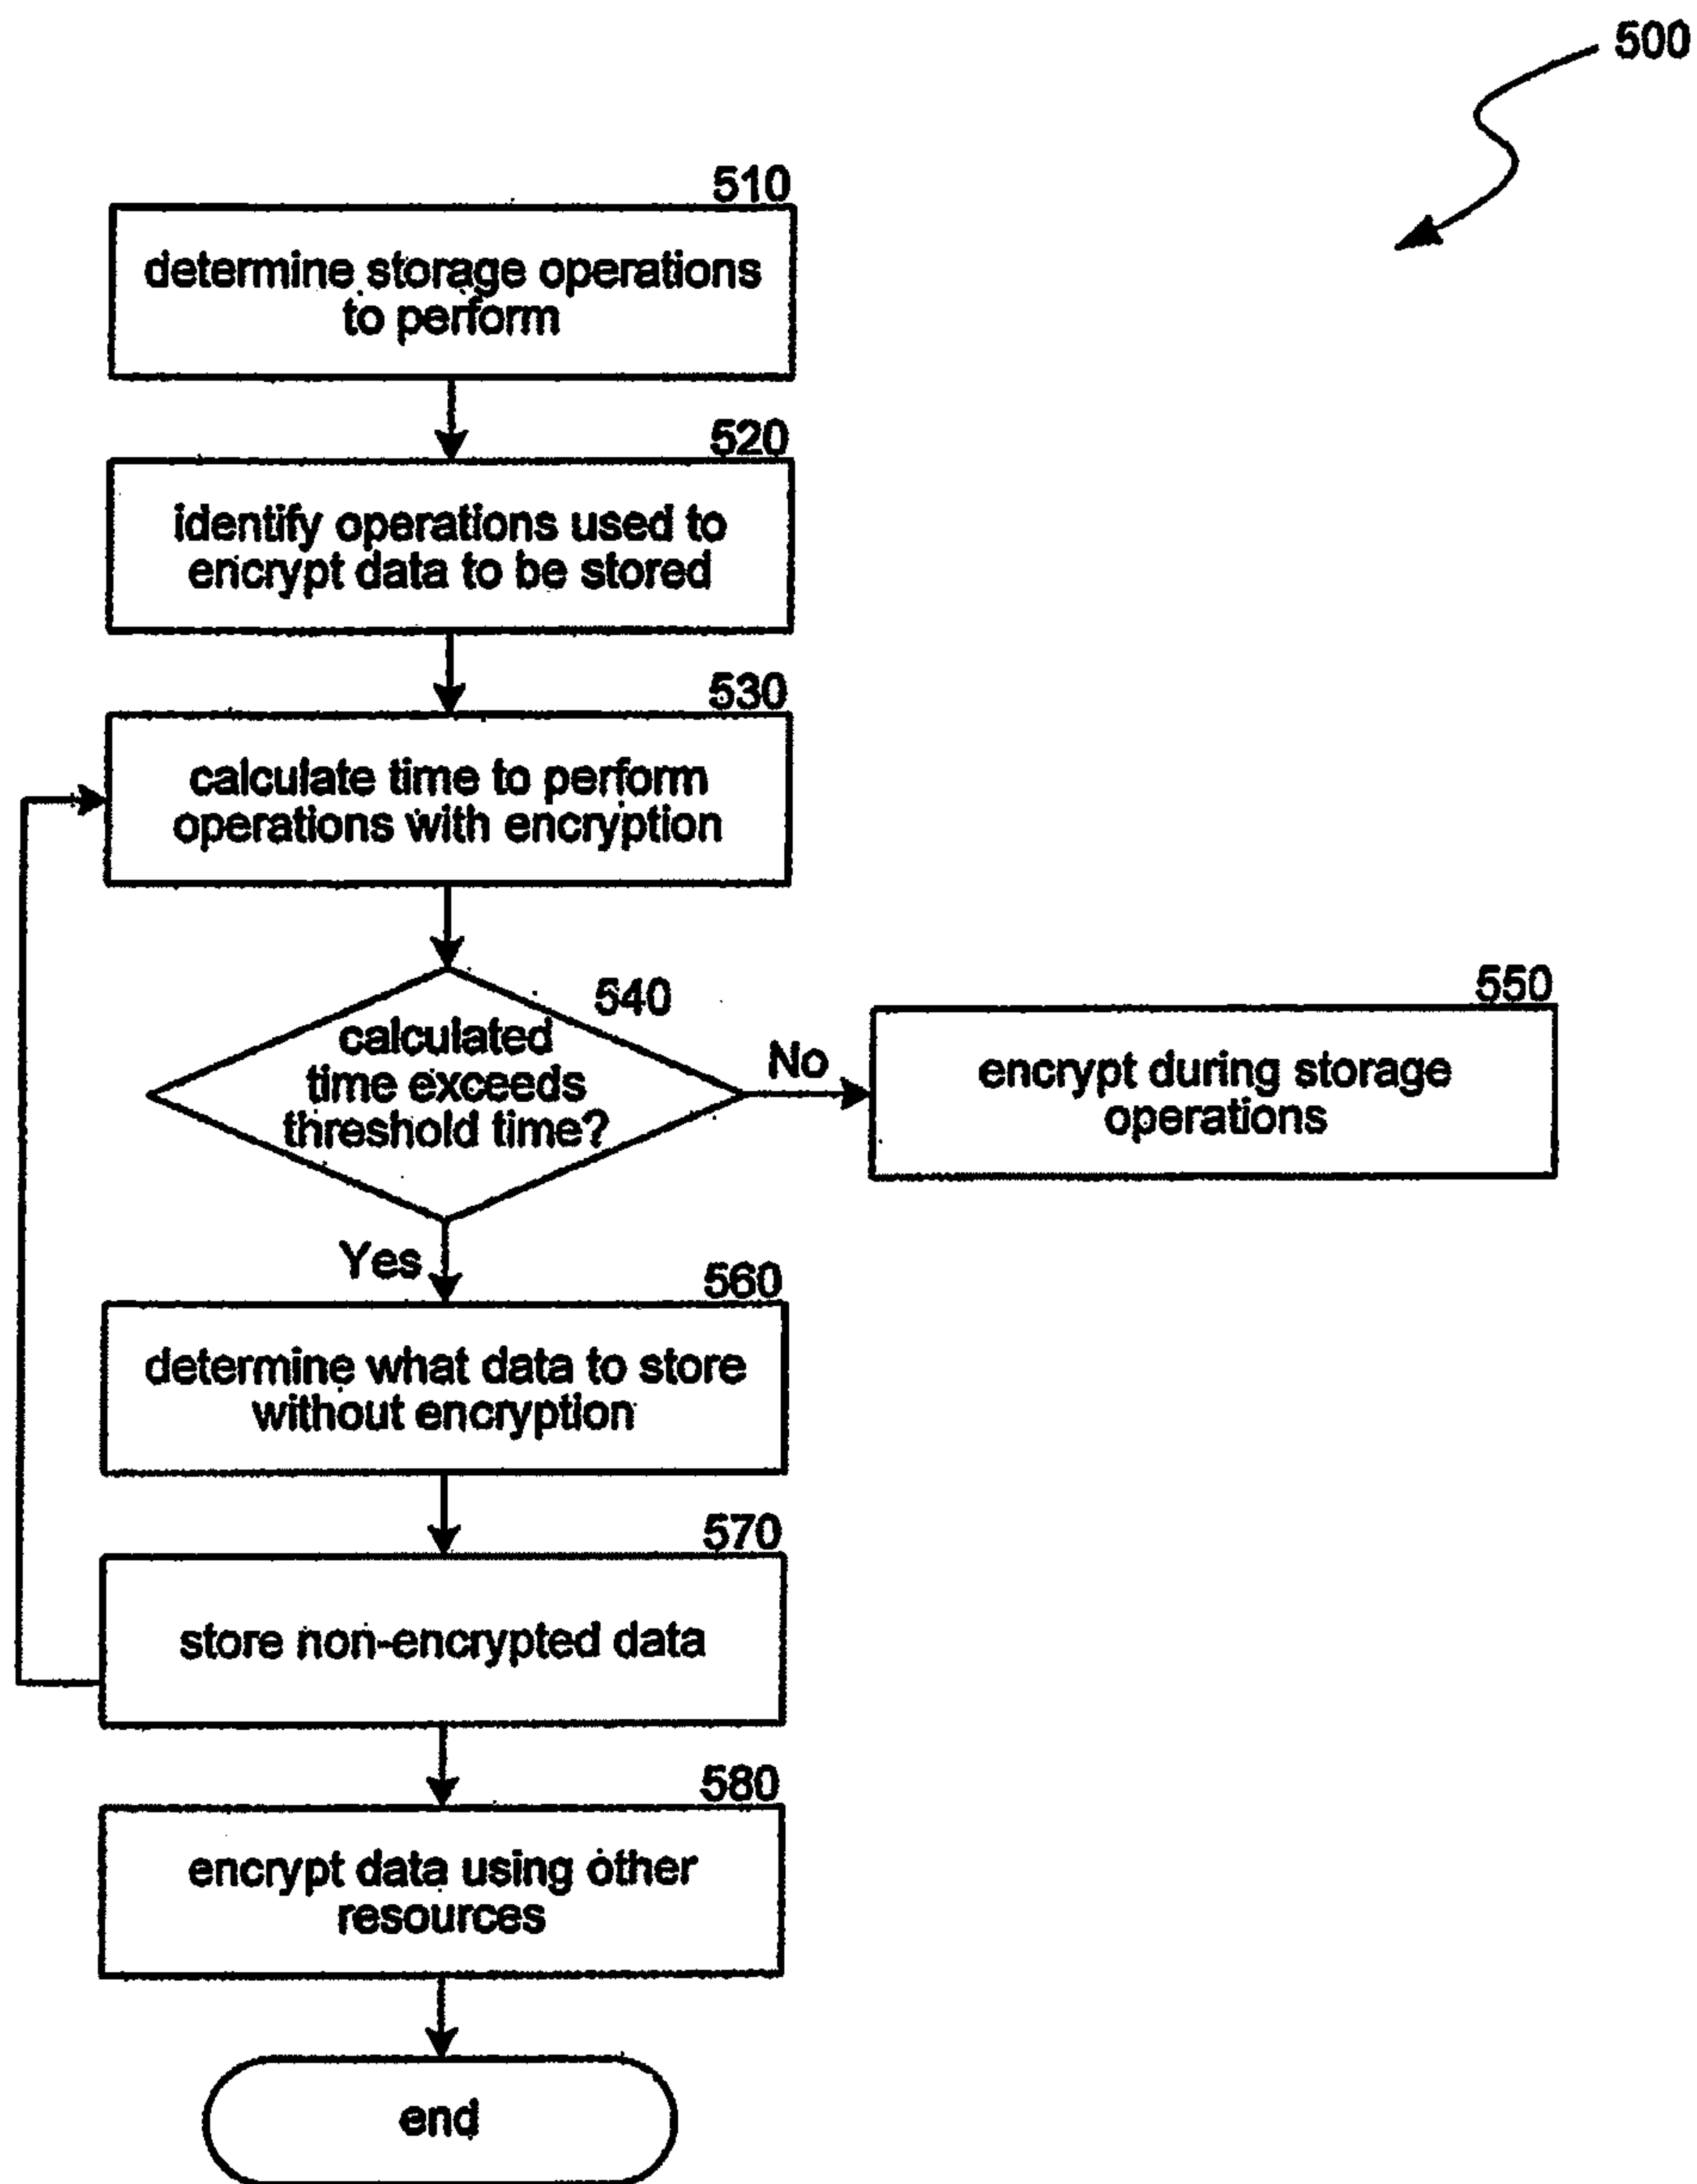 500
510
determine storage operations
to perform
520
identify operations used to
encrypt data to be stored
530
calculate time to perform
operations with encryption
540
calculated
time exceeds
threshold time?
No
550
encrypt during storage
operations
Yes
560
determine what data to store
without encryption
570
store non-encrypted data
580
encrypt data using other
resources
end